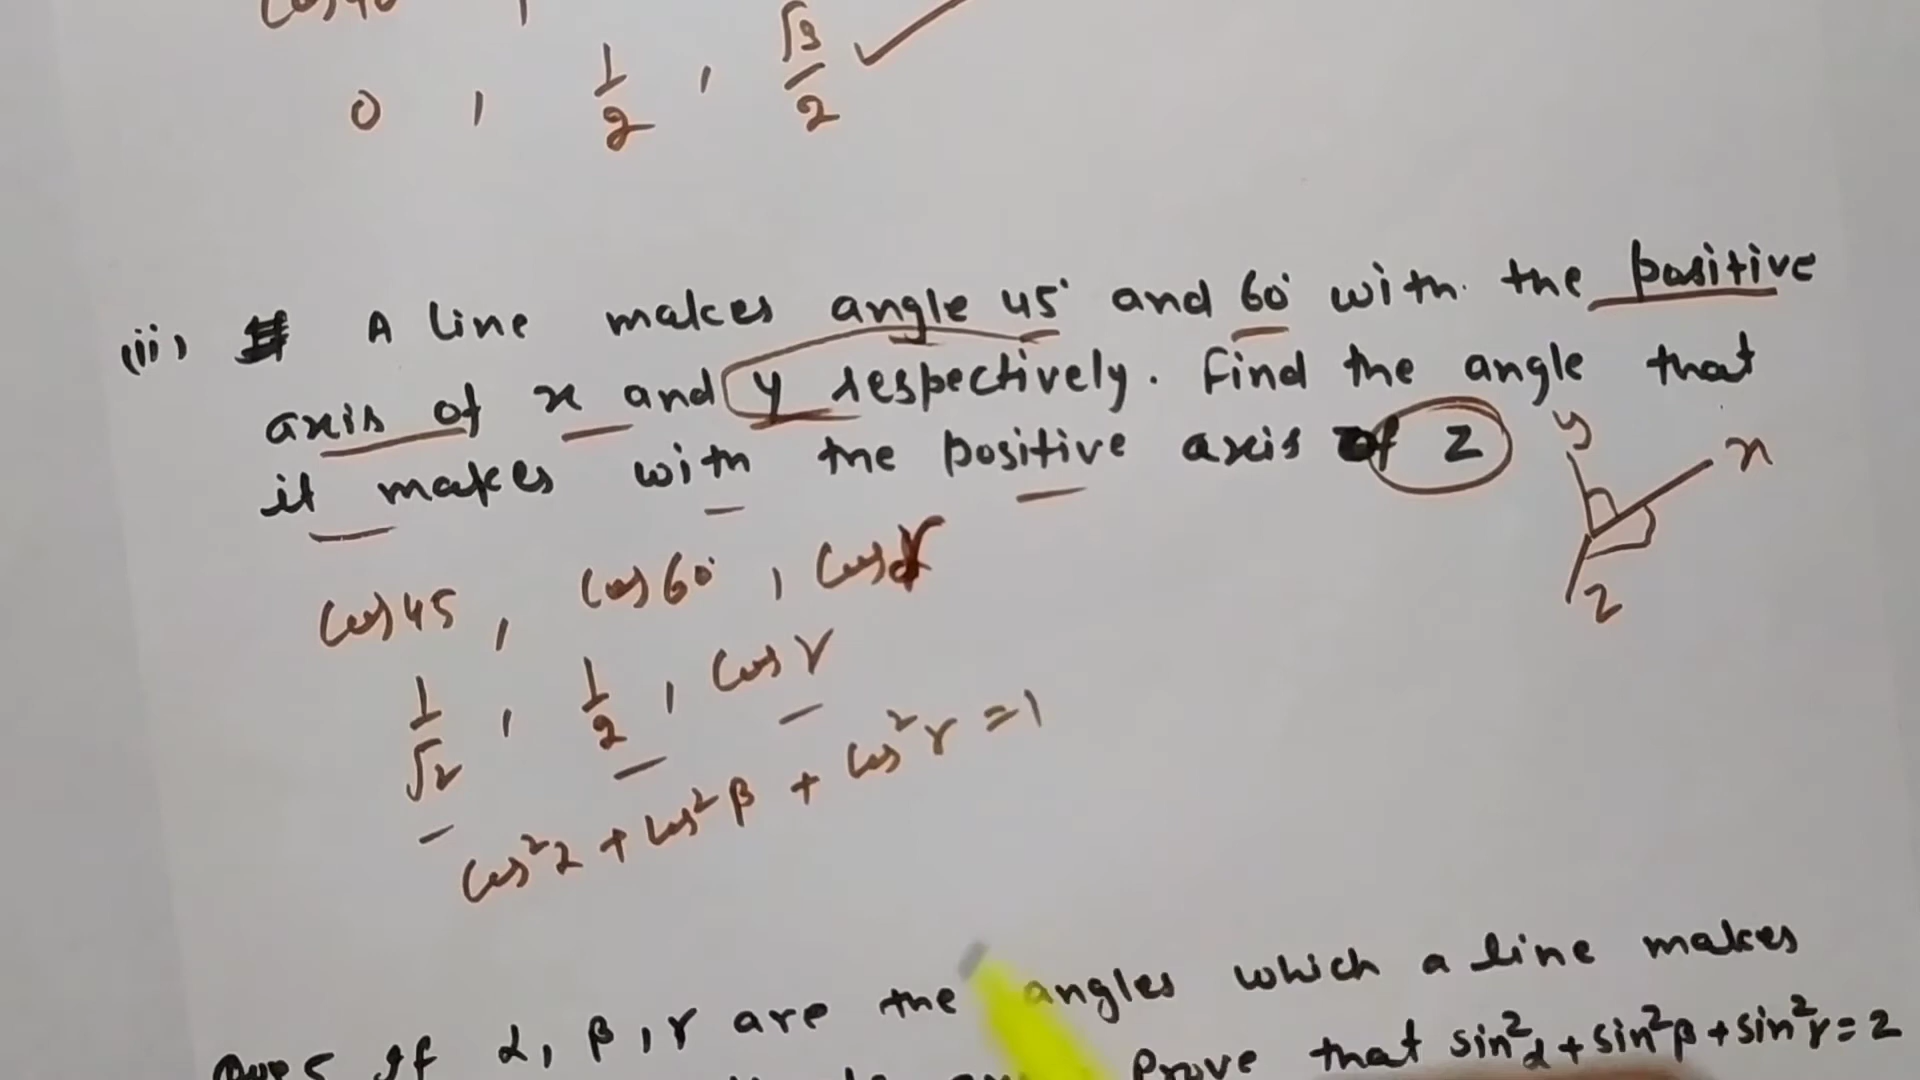 0 , 1/2 , √3/2 ✓
(ii) A line makes angle 45° and 60° with the positive
axis of x and y respectively. Find the angle that
it makes with the positive axis of z
y
x
z
cos45 , cos60° , cosγ
1/√2 , 1/2 , cosγ
cos²α + cos²β + cos²γ = 1
If α, β, γ are the angles which a line makes
Prove that sin²α + sin²β + sin²γ = 2